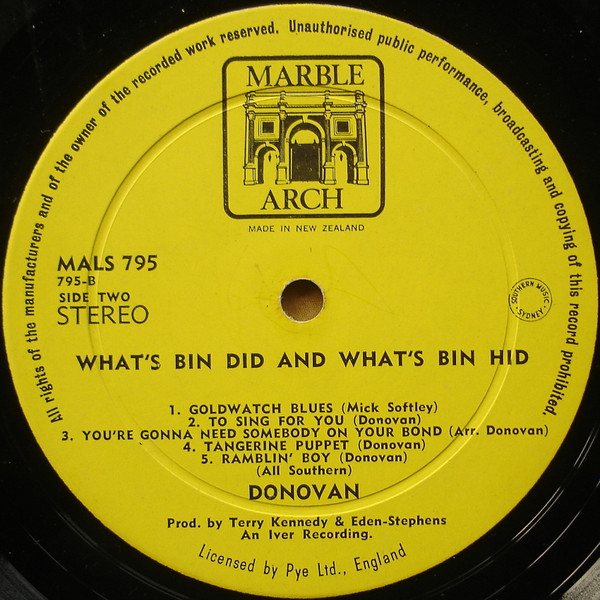 All rights of the manufacturers and of the owner of the recorded work reserved. Unauthorised public performance, broadcasting and copying of this record prohibited.
MARBLE
ARCH
MADE IN NEW ZEALAND
MALS 795
795-B
SIDE TWO
STEREO
SOUTHERN MUSIC · SYDNEY ·
WHAT'S BIN DID AND WHAT'S BIN HID
1. GOLDWATCH BLUES (Mick Softley)
2. TO SING FOR YOU (Donovan)
3. YOU'RE GONNA NEED SOMEBODY ON YOUR BOND (Arr. Donovan)
4. TANGERINE PUPPET (Donovan)
5. RAMBLIN' BOY (Donovan)
(All Southern)
DONOVAN
Prod. by Terry Kennedy & Eden-Stephens
An Iver Recording.
Licensed by Pye Ltd., England